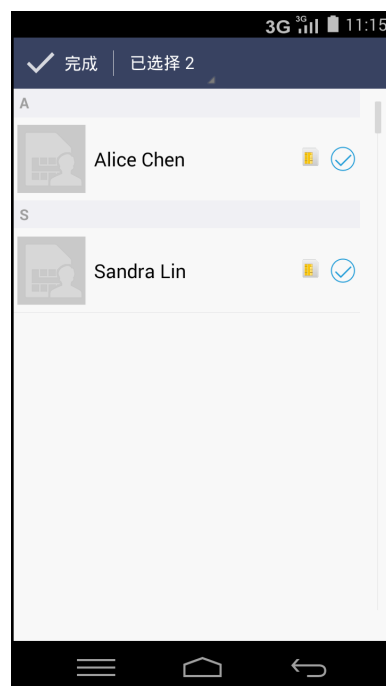 3G 3G 11:15
完成 已选择 2
A
Alice Chen
S
Sandra Lin